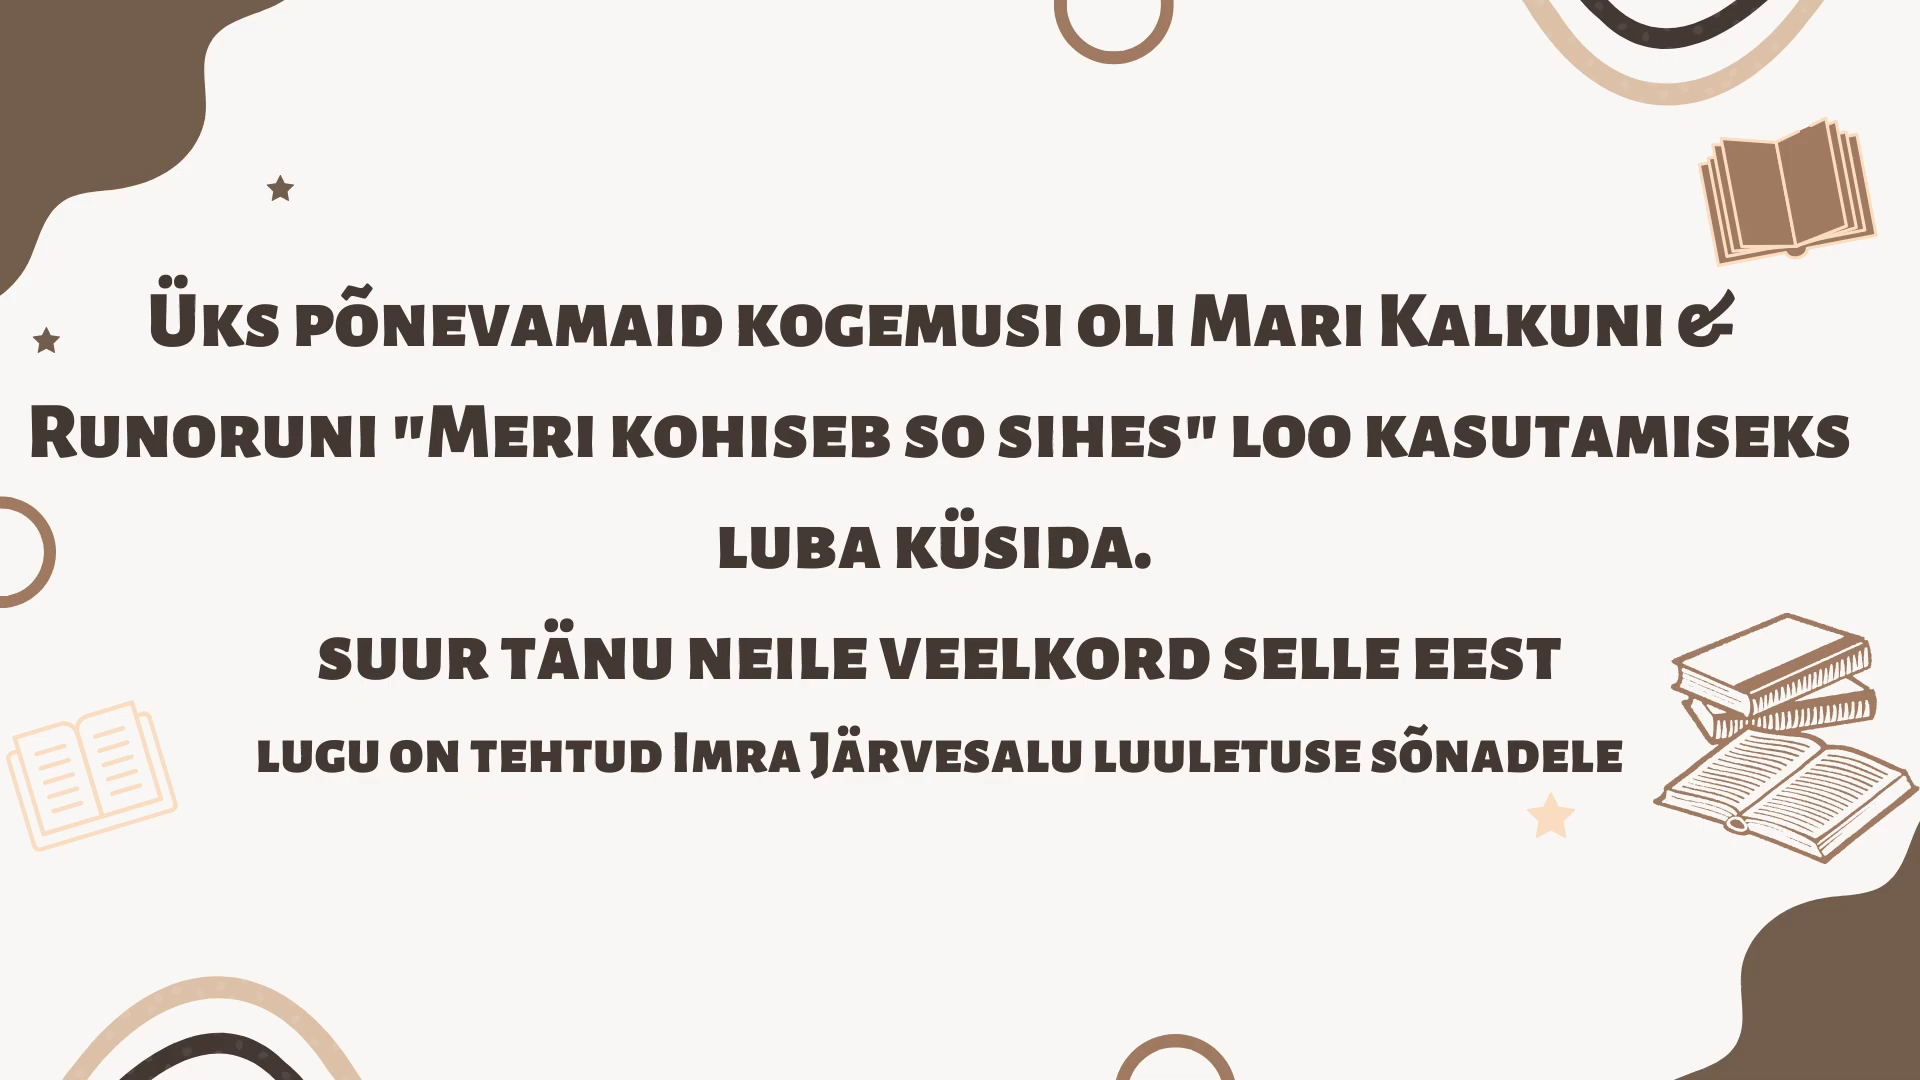 Üks põnevamaid kogemusi oli Mari Kalkuni &
Runoruni "Meri kohiseb so sihes" loo kasutamiseks
luba küsida.
suur tänu neile veelkord selle eest
lugu on tehtud Imra Järvesalu luuletuse sõnadele